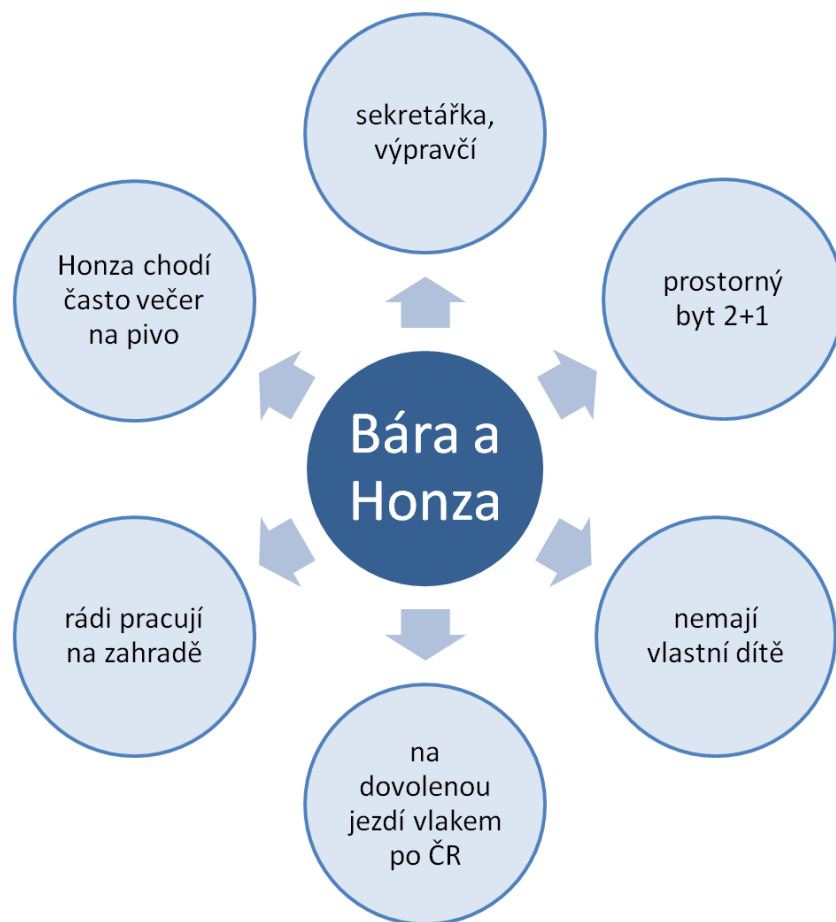 sekretářka,
výpravčí
prostorný
byt 2+1
nemají
vlastní dítě
na
dovolenou
jezdí vlakem
po ČR
rádi pracují
na zahradě
Honza chodí
často večer
na pivo
Bára a
Honza